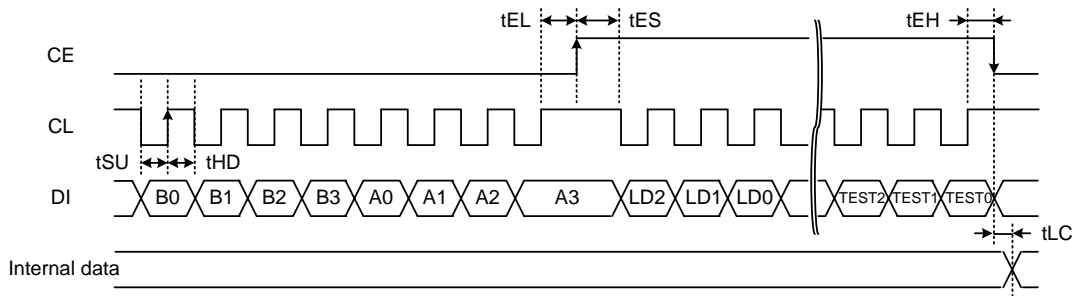 tEL tES tEH
CE
CL
tSU tHD
DI B0 B1 B2 B3 A0 A1 A2 A3 LD2 LD1 LD0 TEST2 TEST1 TEST0
tLC
Internal data